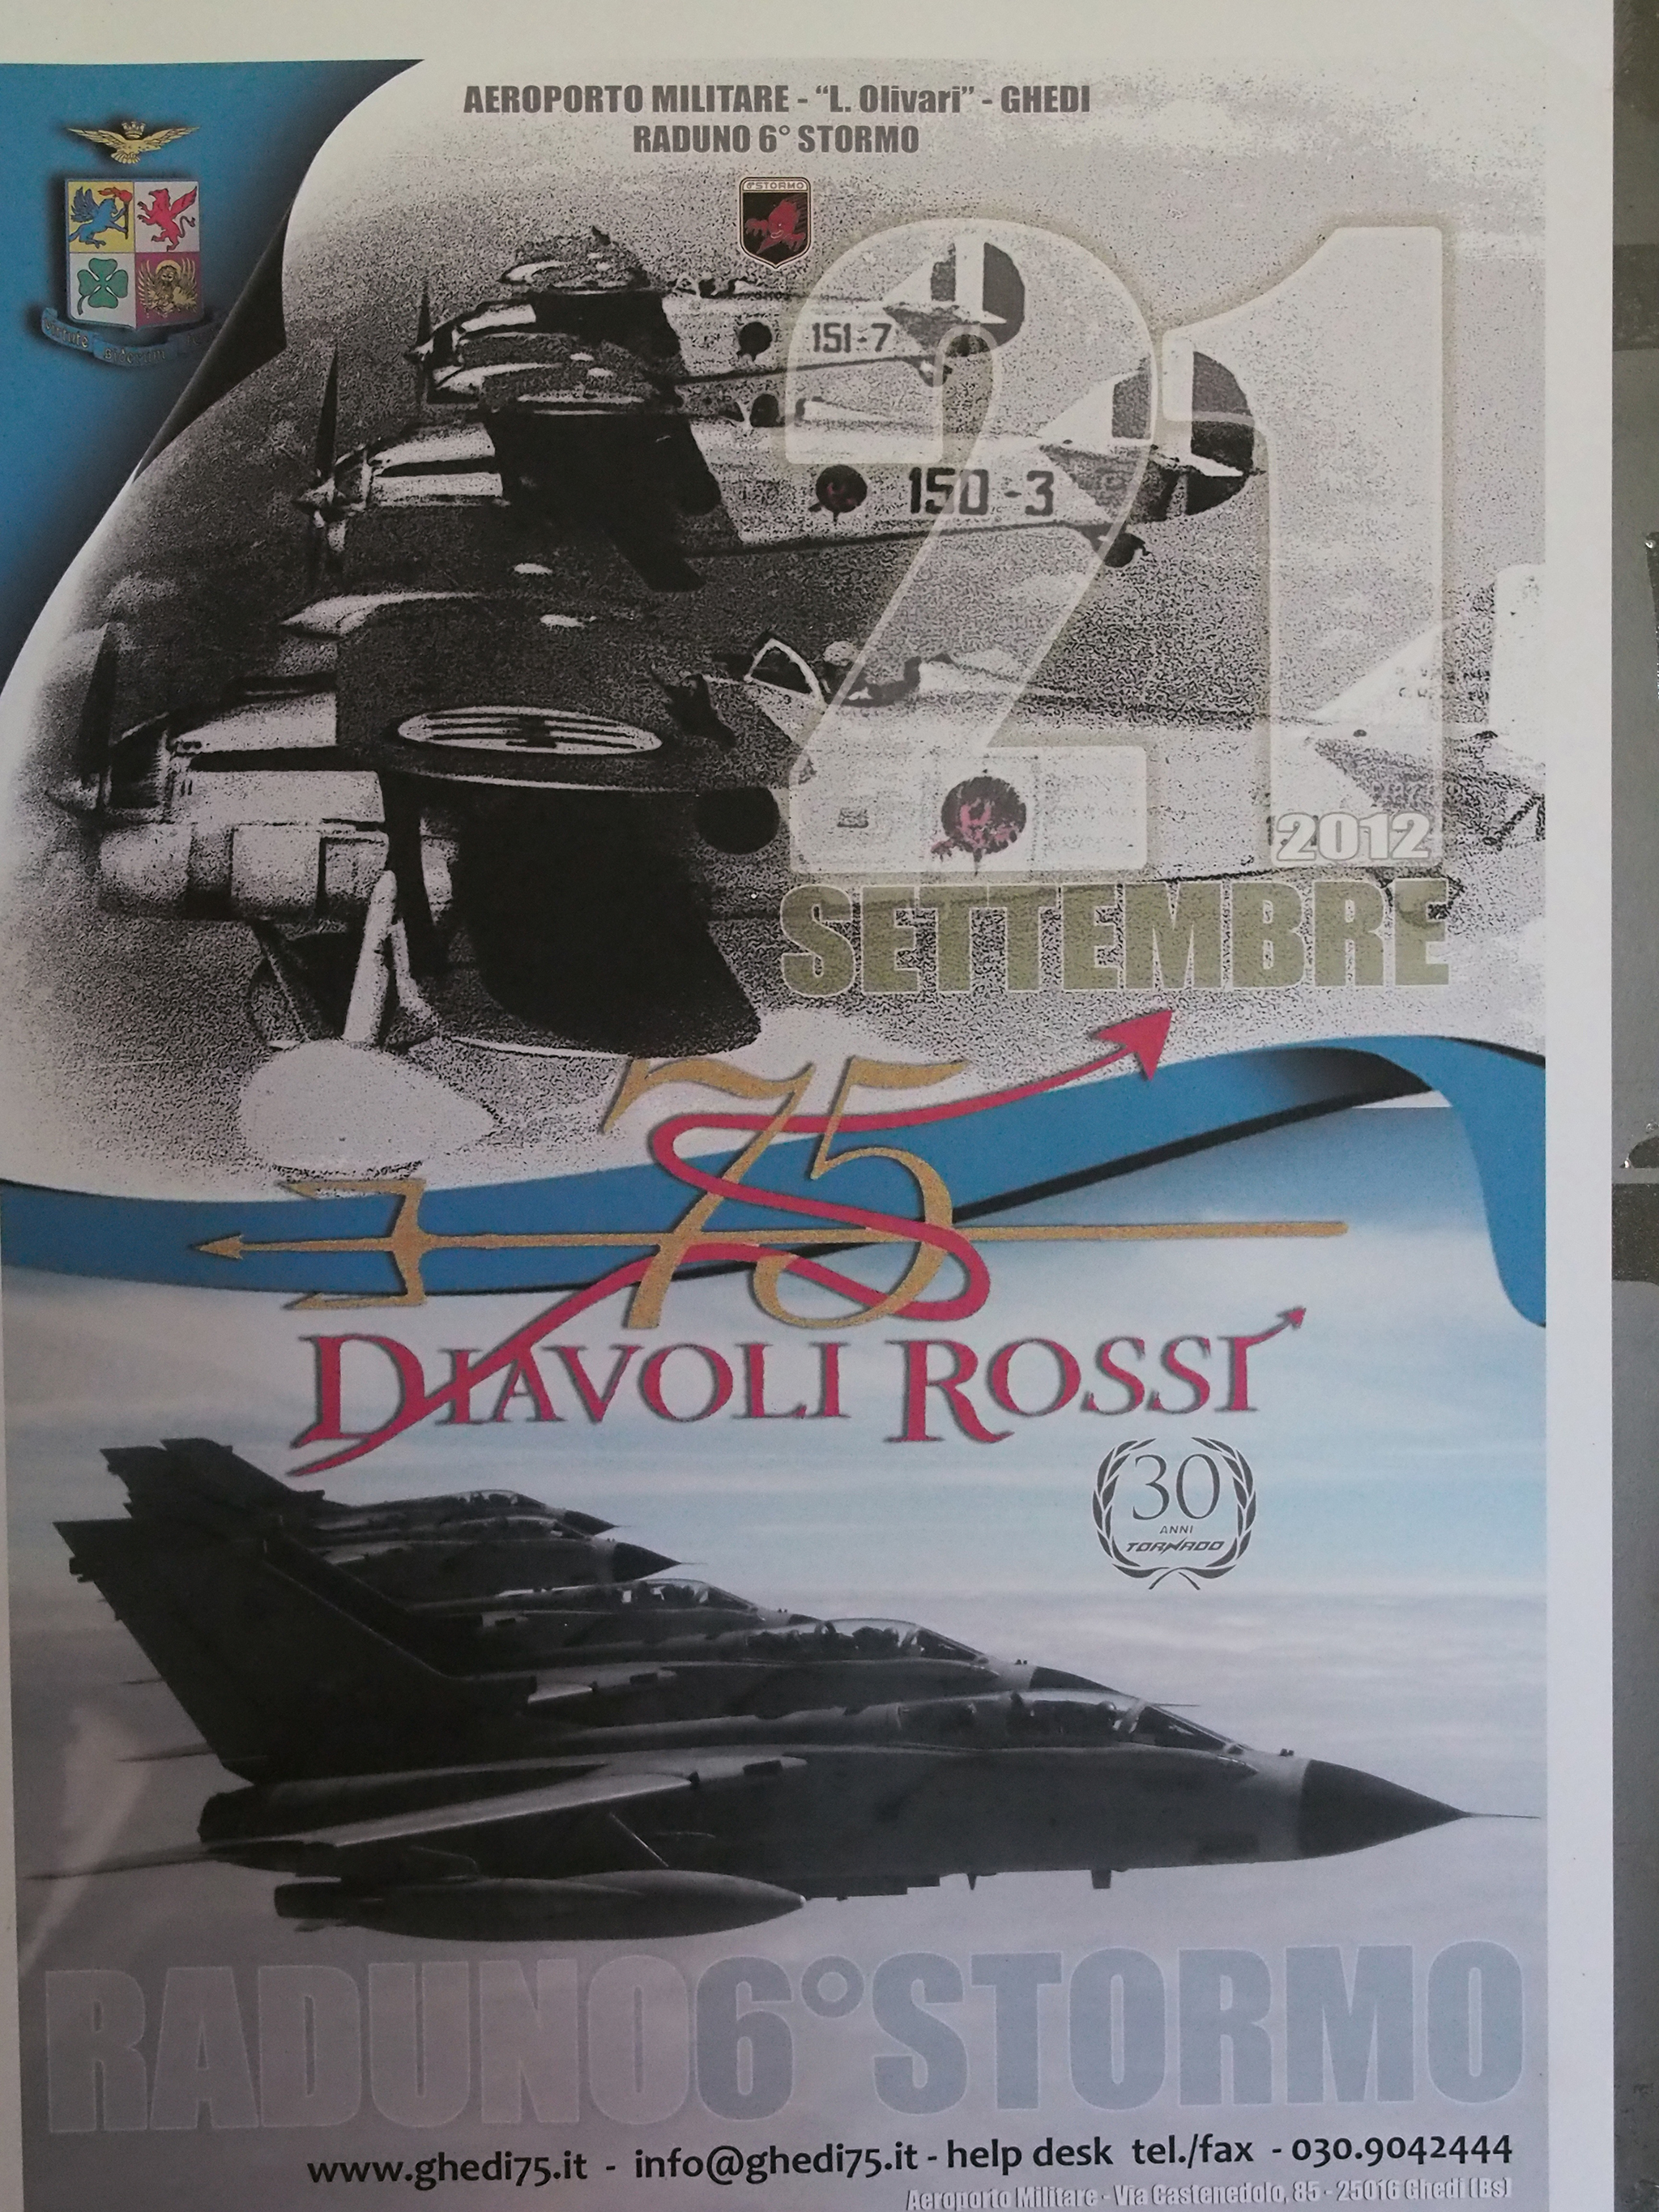 AEROPORTO MILITARE - “L. Olivari” - GHEDI
RADUNO 6° STORMO
6°STORMO
151-7
150-3
21
2012
SETTEMBRE
75
DIAVOLI ROSSI
30
ANNI
TORNADO
RADUNO6°STORMO
www.ghedi75.it - info@ghedi75.it - help desk tel./fax - 030.9042444
Aeroporto Militare - Via Castenedolo, 85 - 25016 Ghedi (Bs)